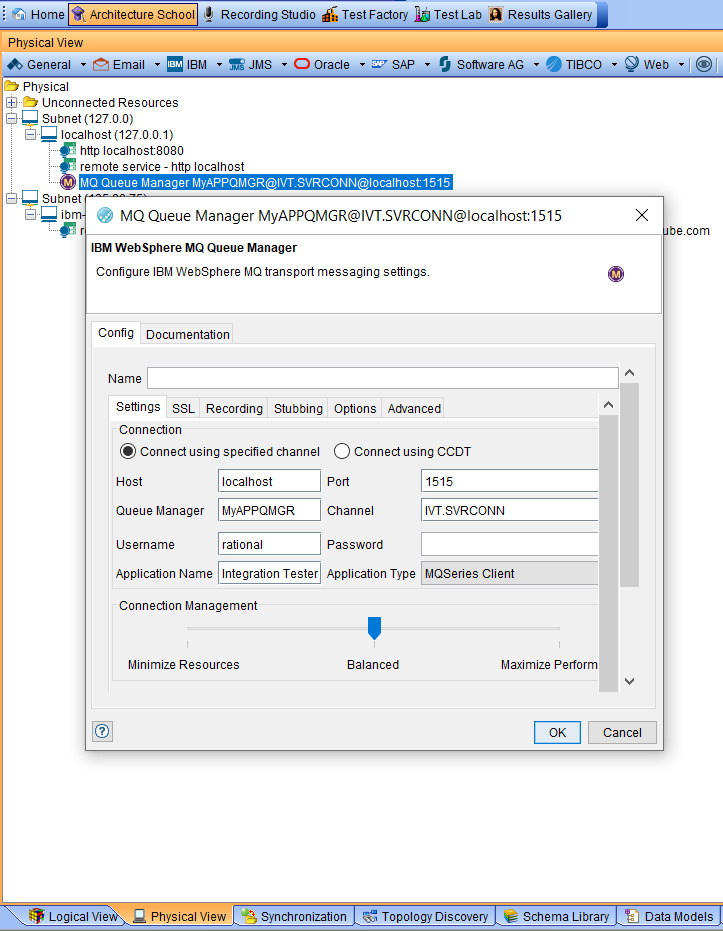 Home Architecture School Recording Studio Test Factory Test Lab Results Gallery
Physical View
General Email IBM IBM JMS JMS Oracle SAP SAP Software AG TIBCO Web
Physical
Unconnected Resources
Subnet (127.0.0)
localhost (127.0.0.1)
http localhost:8080
remote service - http localhost
M MQ Queue Manager MyAPPQMGR@IVT.SVRCONN@localhost:1515
Subnet
ibm-
ube.com
MQ Queue Manager MyAPPQMGR@IVT.SVRCONN@localhost:1515
IBM WebSphere MQ Queue Manager
Configure IBM WebSphere MQ transport messaging settings.
M
Config Documentation
Name
Settings SSL Recording Stubbing Options Advanced
Connection
Connect using specified channel Connect using CCDT
Host localhost Port 1515
Queue Manager MyAPPQMGR Channel IVT.SVRCONN
Username rational Password
Application Name Integration Tester Application Type MQSeries Client
Connection Management
Minimize Resources Balanced Maximize Perform
? OK Cancel
Logical View Physical View Synchronization Topology Discovery Schema Library Data Models